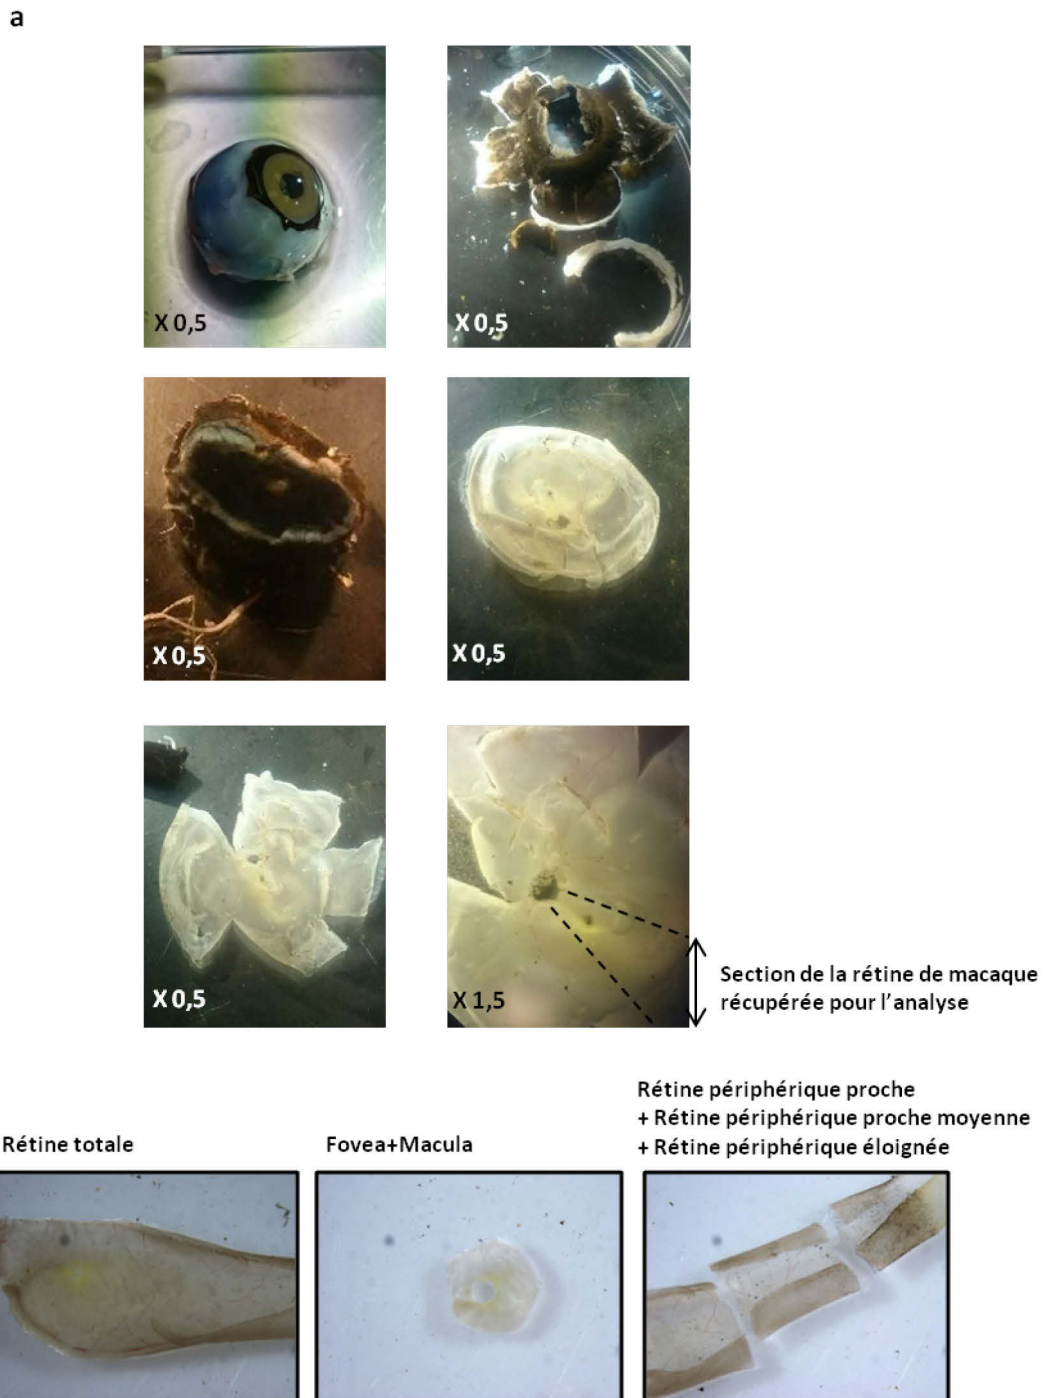 a
X 0,5
X 0,5
X 0,5
X 0,5
X 0,5
X 1,5
Section de la rétine de macaque
récupérée pour l'analyse
Rétine totale
Fovea+Macula
Rétine périphérique proche
+ Rétine périphérique proche moyenne
+ Rétine périphérique éloignée